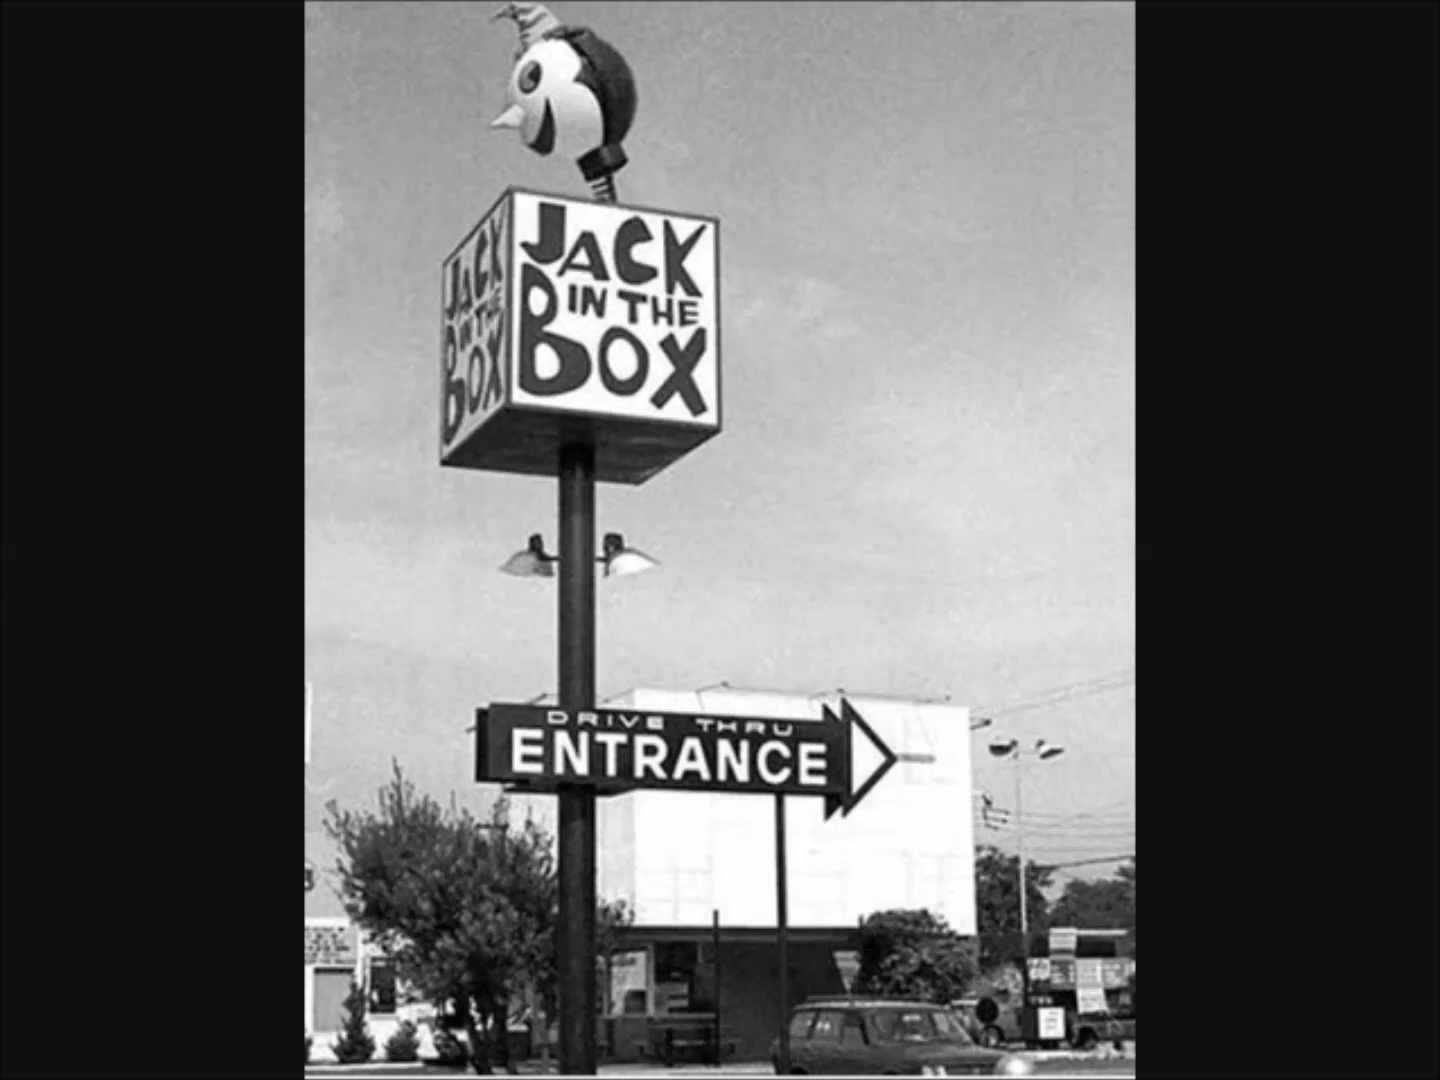 JACK
IN THE
BOX
JACK
IN THE
BOX
DRIVE THRU
ENTRANCE